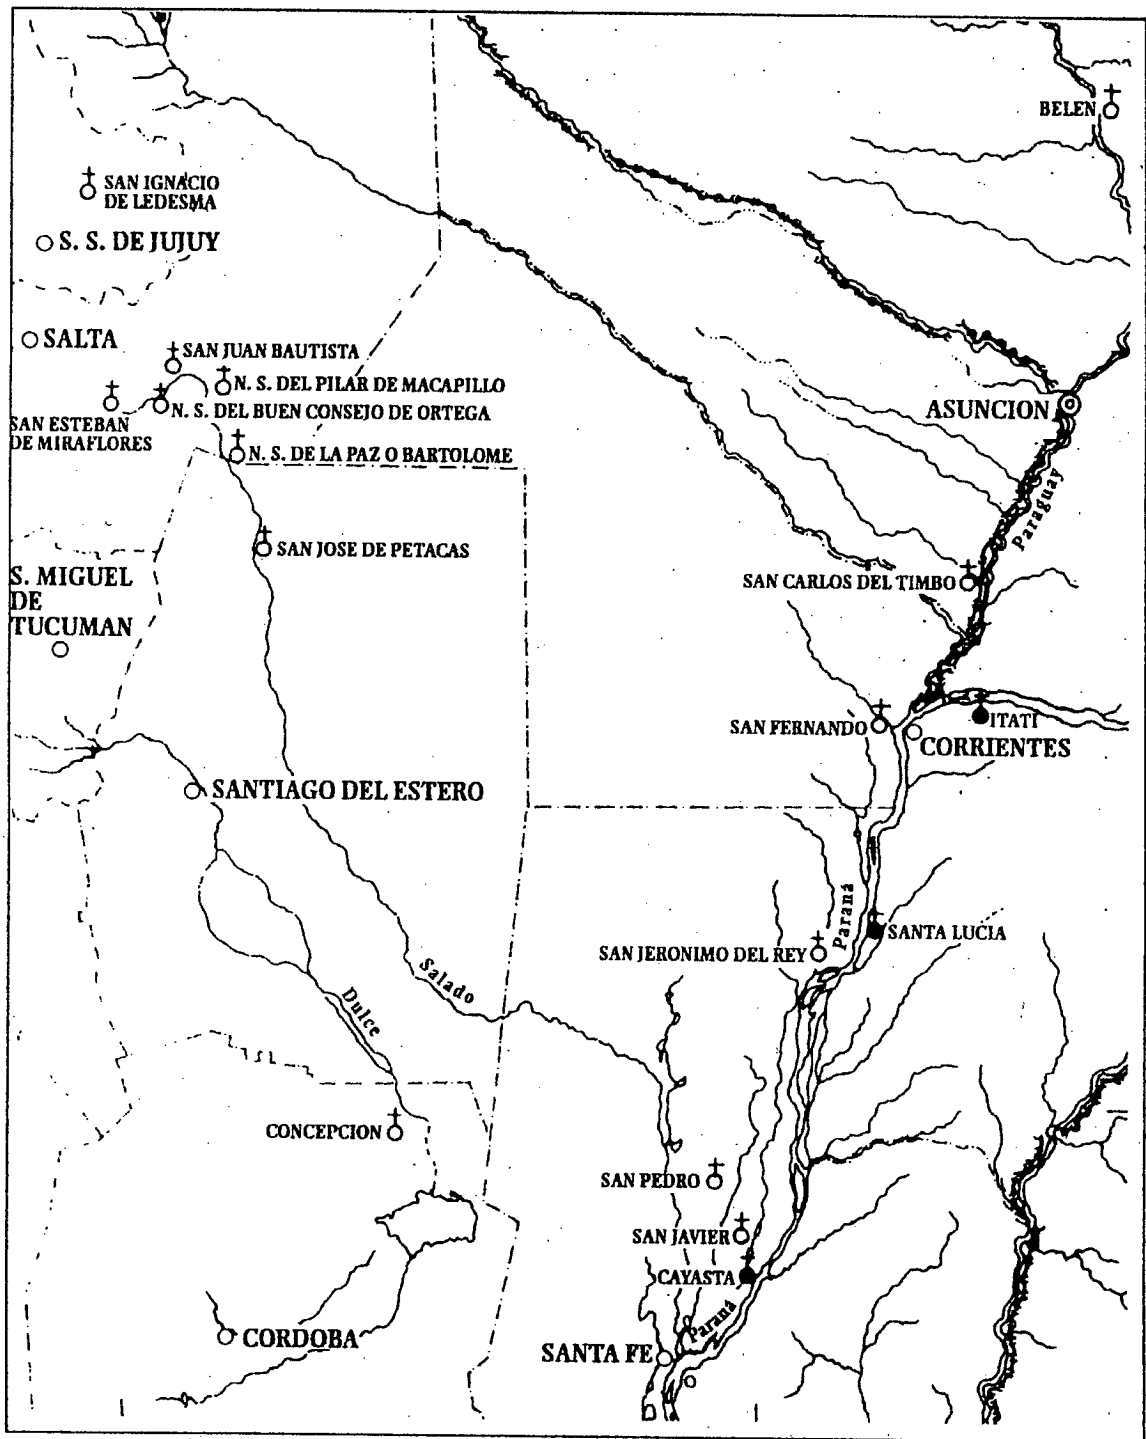 BELEN
SAN IGNACIO
DE LEDESMA
S. S. DE JUJUY
SALTA
SAN JUAN BAUTISTA
N. S. DEL PILAR DE MACAPILLO
N. S. DEL BUEN CONSEJO DE ORTEGA
SAN ESTEBAN
DE MIRAFLORES
ASUNCION
N. S. DE LA PAZ O BARTOLOME
Paraguay
SAN JOSE DE PETACAS
S. MIGUEL
DE
TUCUMAN
SAN CARLOS DEL TIMBO
SAN FERNANDO
ITATI
CORRIENTES
SANTIAGO DEL ESTERO
Paraná
SANTA LUCIA
SAN JERONIMO DEL REY
Salado
Dulce
CONCEPCION
SAN PEDRO
SAN JAVIER
CAYASTA
Paraná
CORDOBA
SANTA FE